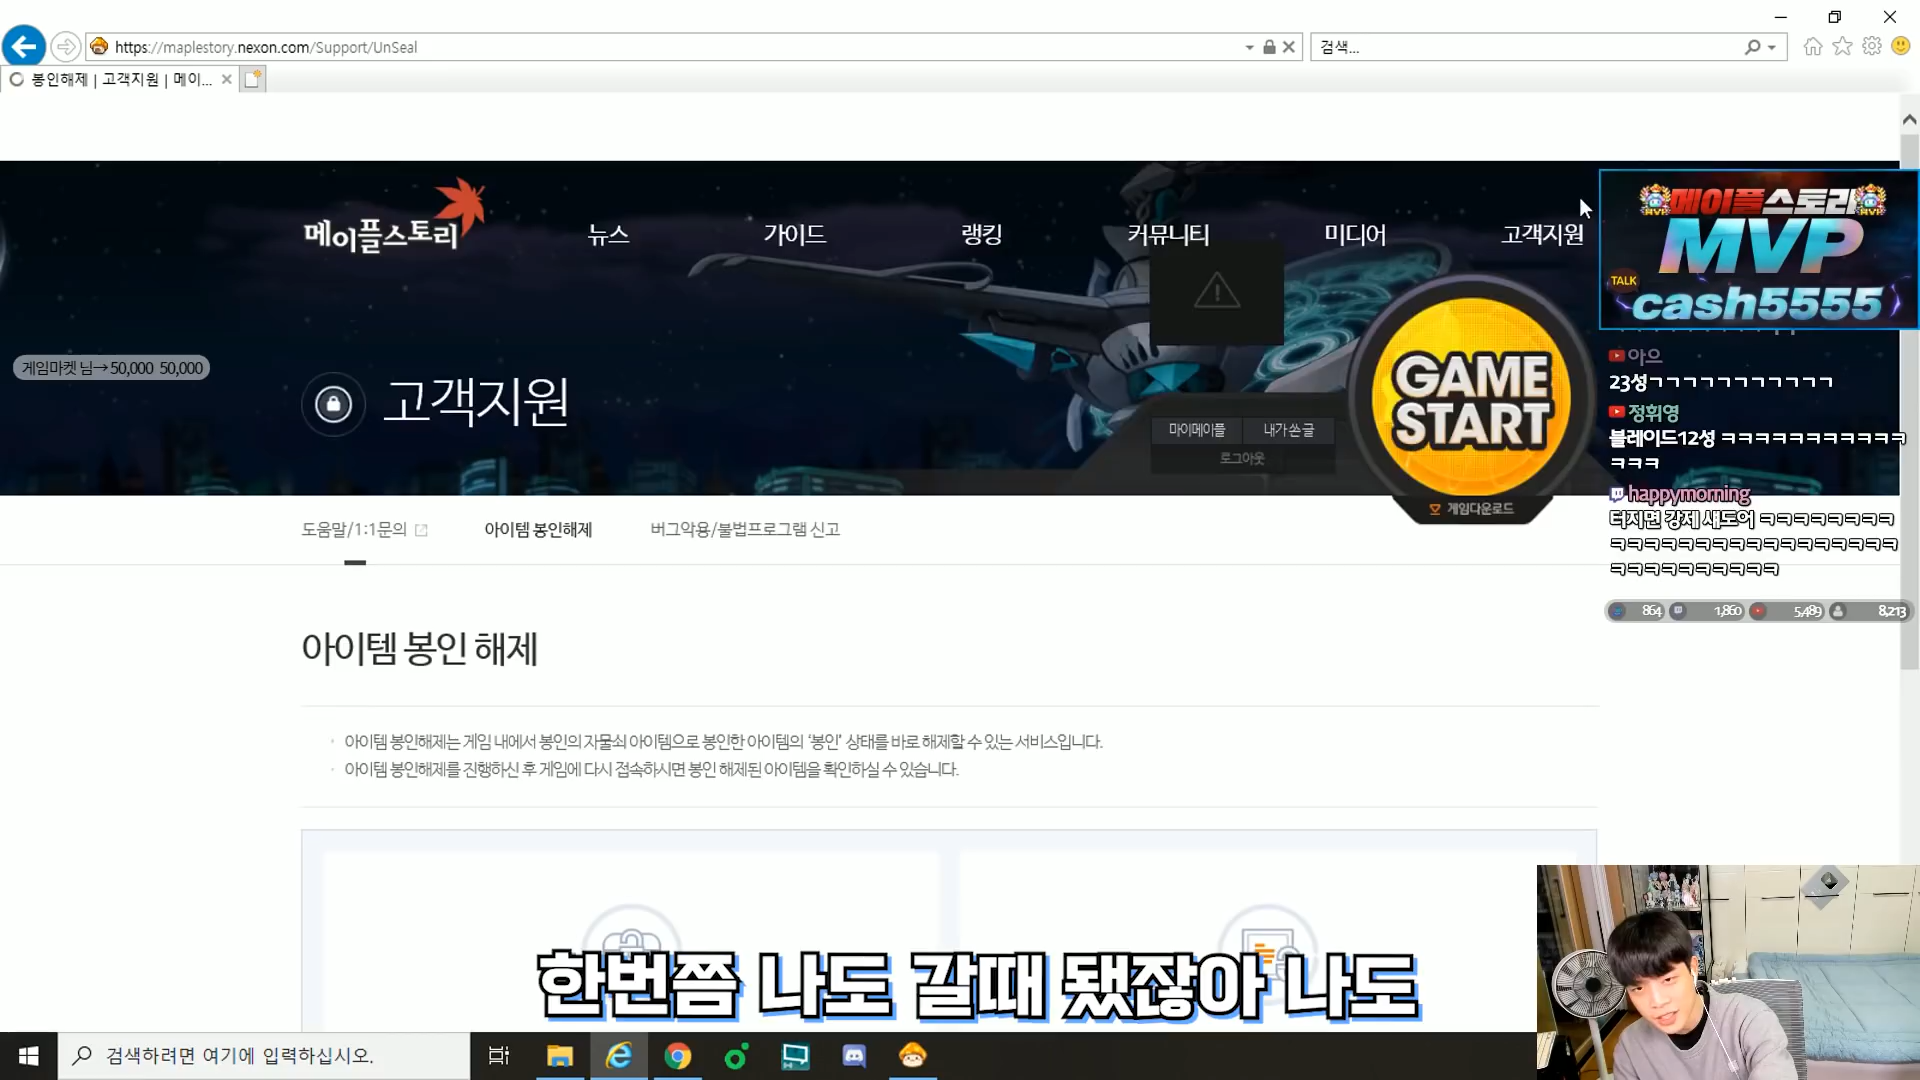 https://maplestory.nexon.com/Support/UnSeal
검색...
봉인해제 | 고객지원 | 메이...
메이플스토리
뉴스
가이드
랭킹
커뮤니티
미디어
고객지원
메이플스토리
MVP
TALK
cash5555
게임마켓 님→50,000 50,000
고객지원
GAME
START
마이메이플
내가 쓴 글
로그아웃
게임다운로드
아으
23성ㄱㄱㄱㄱㄱㄱㄱㄱㄱㄱㄱ
정휘영
블레이드12성 ㅋㅋㅋㅋㅋㅋㅋㅋㅋㅋㅋ
ㅋㅋㅋ
happymorning
터지면 강제 섀도어 ㅋㅋㅋㅋㅋㅋㅋㅋ
ㅋㅋㅋㅋㅋㅋㅋㅋㅋㅋㅋㅋㅋㅋㅋㅋㅋ
ㅋㅋㅋㅋㅋㅋㅋㅋㅋㅋ
864 1,860 5,489 8,213
도움말/1:1문의
아이템 봉인해제
버그악용/불법프로그램 신고
아이템 봉인 해제
· 아이템 봉인해제는 게임 내에서 봉인의 자물쇠 아이템으로 봉인한 아이템의 '봉인' 상태를 바로 해제할 수 있는 서비스입니다.
· 아이템 봉인해제를 진행하신 후 게임에 다시 접속하시면 봉인 해제된 아이템을 확인하실 수 있습니다.
한번쯤 나도 갈때 됐잖아 나도
검색하려면 여기에 입력하십시오.